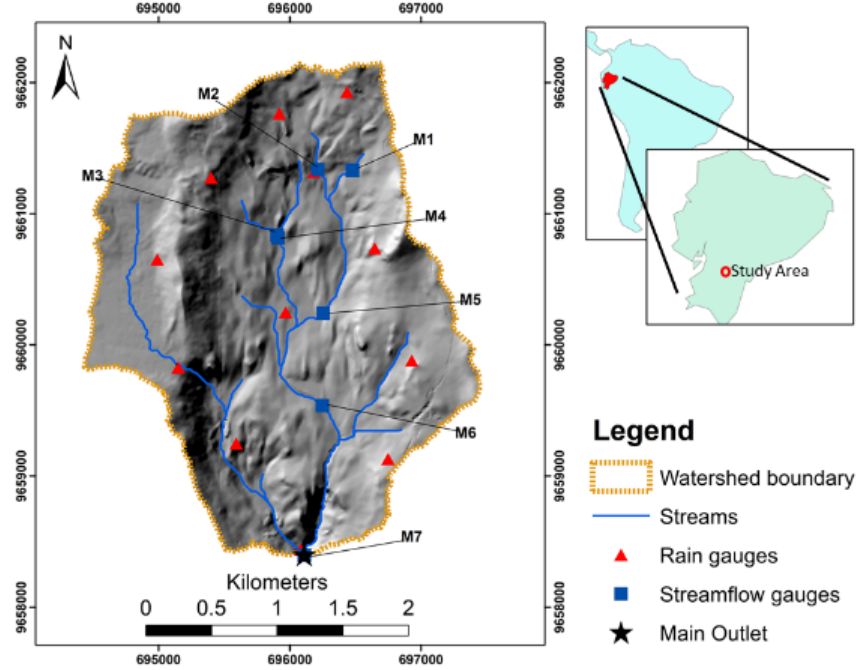 695000 696000 697000
N
9662000
9661000
9660000
9659000
9658000
M2
M1
M3
M4
M5
M6
M7
Kilometers
0 0.5 1 1.5 2
695000 696000 697000
9662000
9661000
9660000
9659000
9658000
Study Area
Legend
Watershed boundary
Streams
Rain gauges
Streamflow gauges
Main Outlet